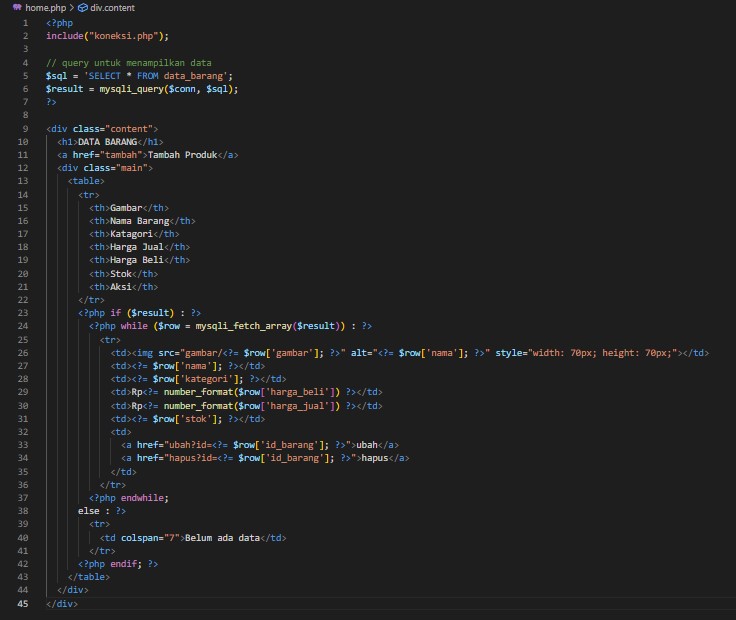 home.php > div.content
1 <?php
2 include("koneksi.php");
3
4 // query untuk menampilkan data
5 $sql = 'SELECT * FROM data_barang';
6 $result = mysqli_query($conn, $sql);
7 ?>
8
9 <div class="content">
10 <h1>DATA BARANG</h1>
11 <a href="tambah">Tambah Produk</a>
12 <div class="main">
13 <table>
14 <tr>
15 <th>Gambar</th>
16 <th>Nama Barang</th>
17 <th>Katagori</th>
18 <th>Harga Jual</th>
19 <th>Harga Beli</th>
20 <th>Stok</th>
21 <th>Aksi</th>
22 </tr>
23 <?php if ($result) : ?>
24 <?php while ($row = mysqli_fetch_array($result)) : ?>
25 <tr>
26 <td><img src="gambar/<?= $row['gambar']; ?>" alt="<?= $row['nama']; ?>" style="width: 70px; height: 70px;"></td>
27 <td><?= $row['nama']; ?></td>
28 <td><?= $row['kategori']; ?></td>
29 <td>Rp<?= number_format($row['harga_beli']) ?></td>
30 <td>Rp<?= number_format($row['harga_jual']) ?></td>
31 <td><?= $row['stok']; ?></td>
32 <td>
33 <a href="ubah?id=<?= $row['id_barang']; ?>">ubah</a>
34 <a href="hapus?id=<?= $row['id_barang']; ?>">hapus</a>
35 </td>
36 </tr>
37 <?php endwhile;
38 else : ?>
39 <tr>
40 <td colspan="7">Belum ada data</td>
41 </tr>
42 <?php endif; ?>
43 </table>
44 </div>
45 </div>